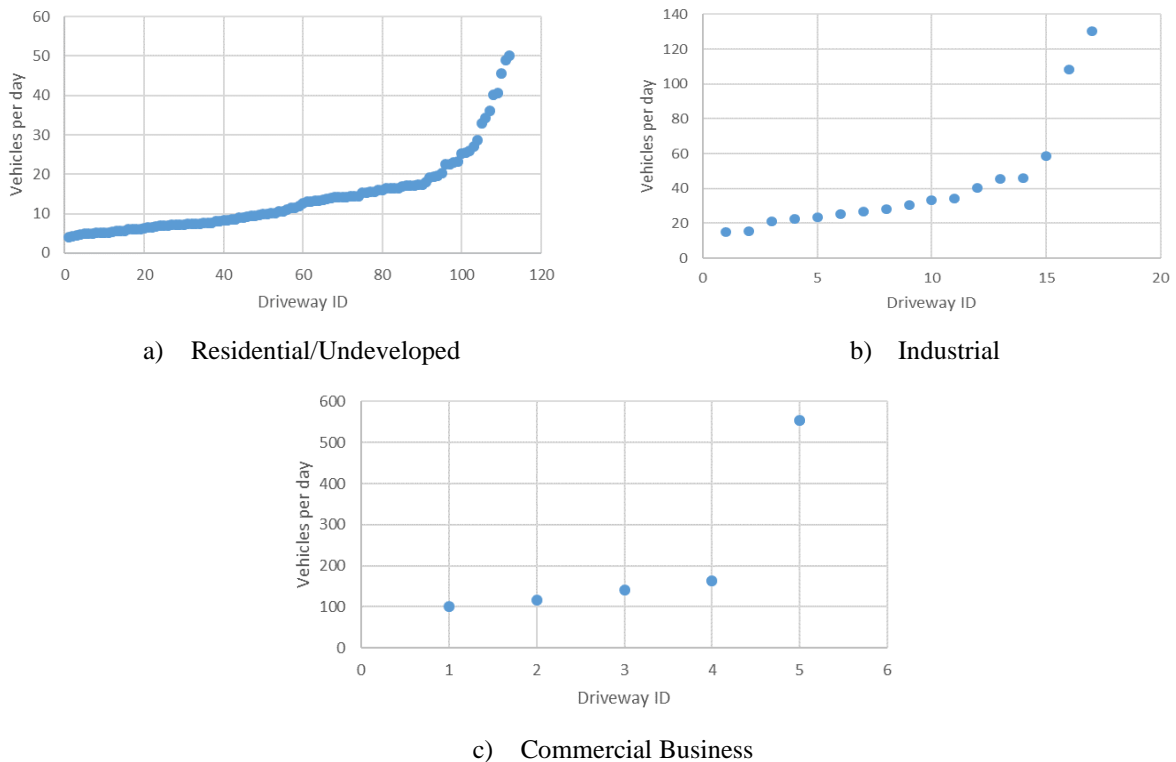 60
50
40
30
20
10
0
Vehicles per day
0 20 40 60 80 100 120
Driveway ID
a) Residential/Undeveloped
140
120
100
80
60
40
20
0
Vehicles per day
0 5 10 15 20
Driveway ID
b) Industrial
600
500
400
300
200
100
0
Vehicles per day
0 1 2 3 4 5 6
Driveway ID
c) Commercial Business